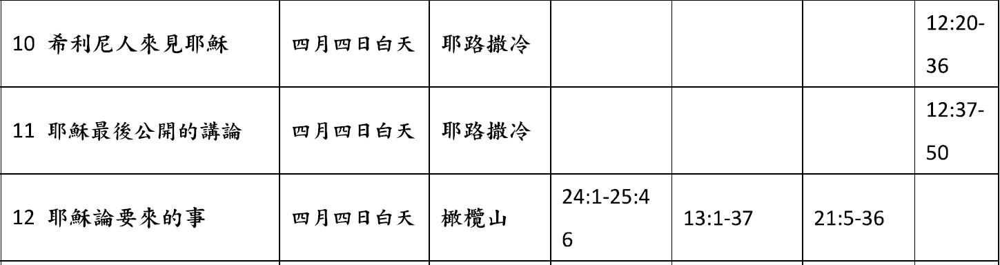 10 希利尼人來見耶穌 四月四日白天 耶路撒冷 12:20-
36
11 耶穌最後公開的講論 四月四日白天 耶路撒冷 12:37-
50
12 耶穌論要來的事 四月四日白天 橄欖山 24:1-25:4
6 13:1-37 21:5-36